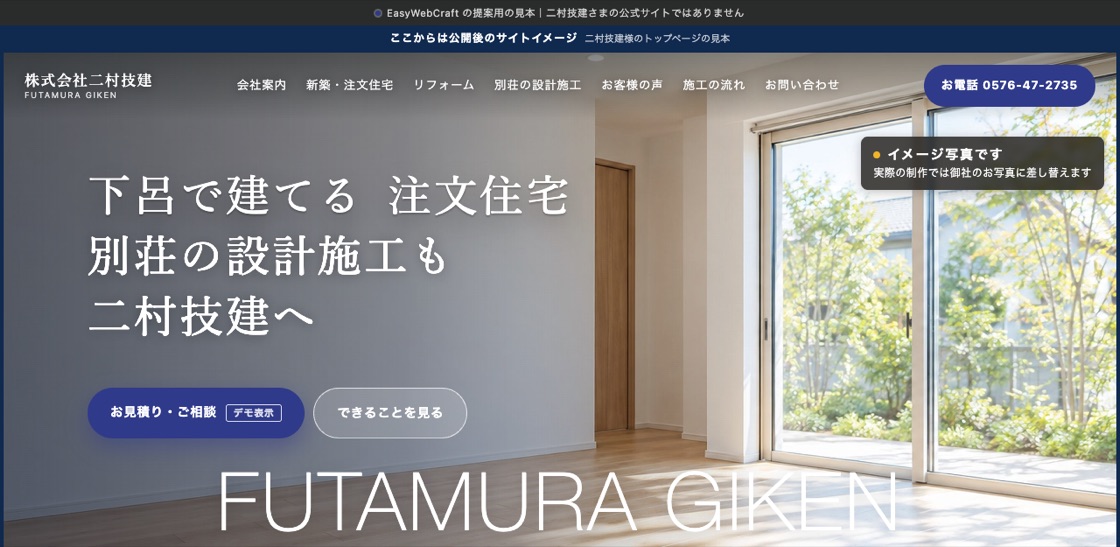 EasyWebCraft の提案用の見本｜二村技建さまの公式サイトではありません
ここからは公開後のサイトイメージ 二村技建様のトップページの見本
株式会社二村技建
FUTAMURA GIKEN
会社案内 新築・注文住宅 リフォーム 別荘の設計施工 お客様の声 施工の流れ お問い合わせ
お電話 0576-47-2735
イメージ写真です
実際の制作では御社のお写真に差し替えます
下呂で建てる 注文住宅
別荘の設計施工も
二村技建へ
お見積り・ご相談 デモ表示
できることを見る
FUTAMURA GIKEN